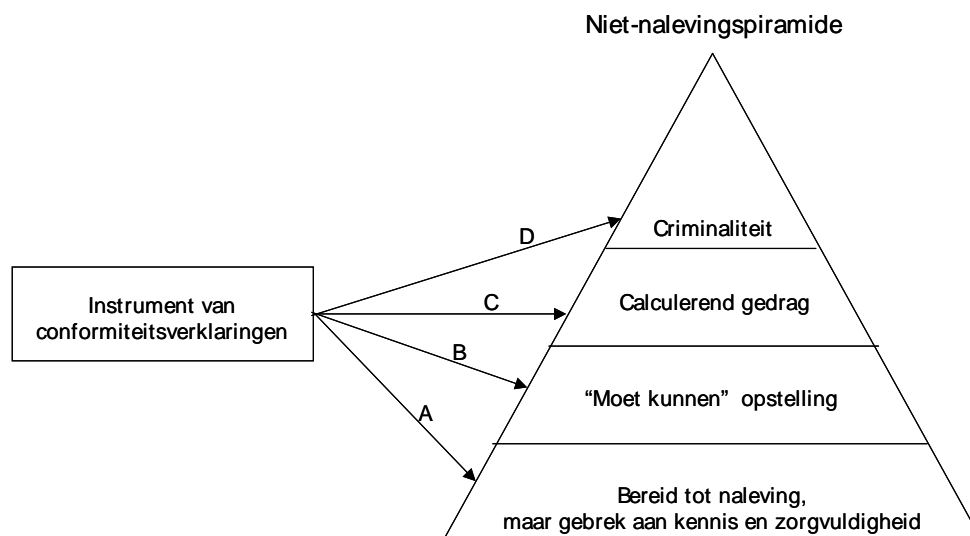 Niet-nalevingspiramide
D
Criminaliteit
C
Calculerend gedrag
Instrument van
conformiteitsverklaringen
B
“Moet kunnen” opstelling
A
Bereid tot naleving,
maar gebrek aan kennis en zorgvuldigheid